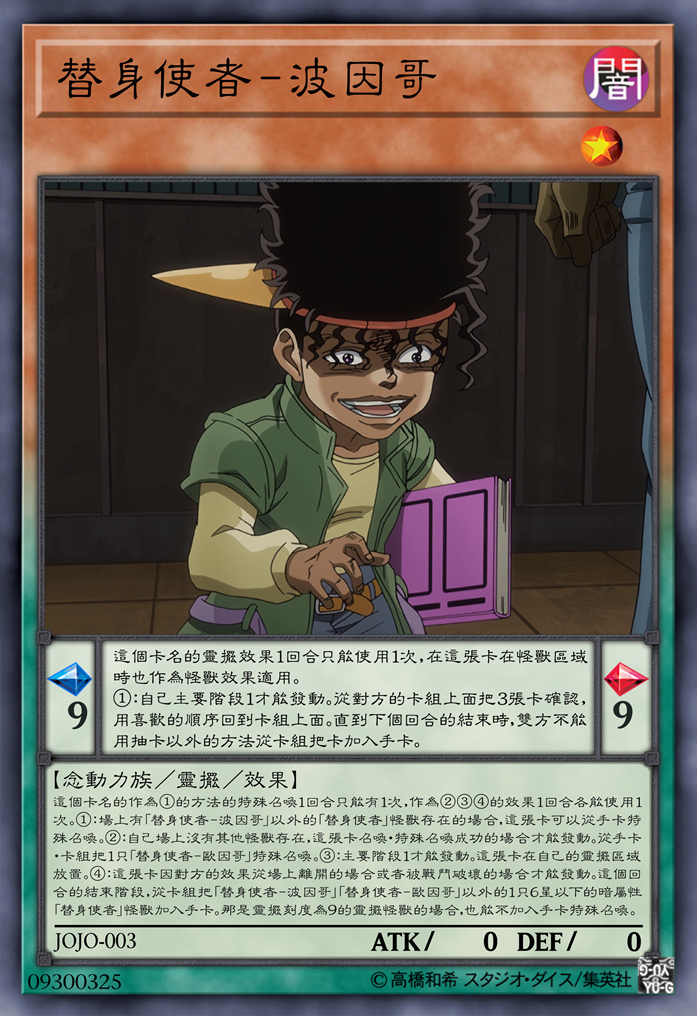 替身使者-波因哥
闇
這個卡名的靈擺效果1回合只能使用1次，在這張卡在怪獸區域
時也作為怪獸效果適用。
①：自己主要階段1才能發動。從對方的卡組上面把3張卡確認，
用喜歡的順序回到卡組上面。直到下個回合的結束時，雙方不能
用抽卡以外的方法從卡組把卡加入手卡。
9
9
【念動力族／靈擺／效果】
這個卡名的作為①的方法的特殊召喚1回合只能有1次，作為②③④的效果1回合各能使用1
次。①：場上有「替身使者-波因哥」以外的「替身使者」怪獸存在的場合，這張卡可以從手卡特
殊召喚。②：自己場上沒有其他怪獸存在，這張卡召喚・特殊召喚成功的場合才能發動。從手卡
・卡組把1只「替身使者-歐因哥」特殊召喚。③：主要階段1才能發動。這張卡在自己的靈擺區域
放置。④：這張卡因對方的效果從場上離開的場合或者被戰鬥破壞的場合才能發動。這個回
合的結束階段，從卡組把「替身使者-波因哥」「替身使者-歐因哥」以外的1只6星以下的暗屬性
「替身使者」怪獸加入手卡。那是靈擺刻度為9的靈擺怪獸的場合，也能不加入手卡特殊召喚。
JOJO-003
ATK/ 0 DEF/ 0
09300325
©高橋和希 スタジオ・ダイス/集英社